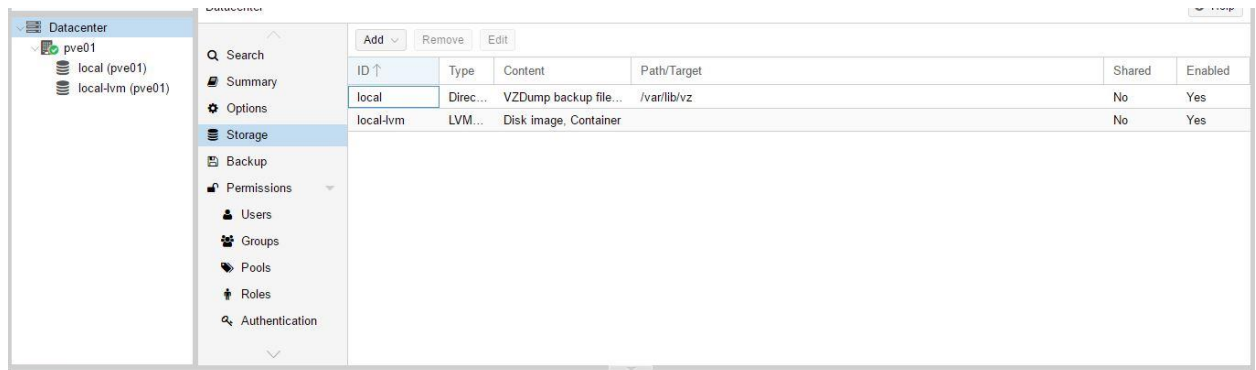 Datacenter
Help
Datacenter
pve01
local (pve01)
local-lvm (pve01)
Search
Summary
Options
Storage
Backup
Permissions
Users
Groups
Pools
Roles
Authentication
Add Remove Edit
ID Type Content Path/Target Shared Enabled
local Direc... VZDump backup file... /var/lib/vz No Yes
local-lvm LVM... Disk image, Container No Yes